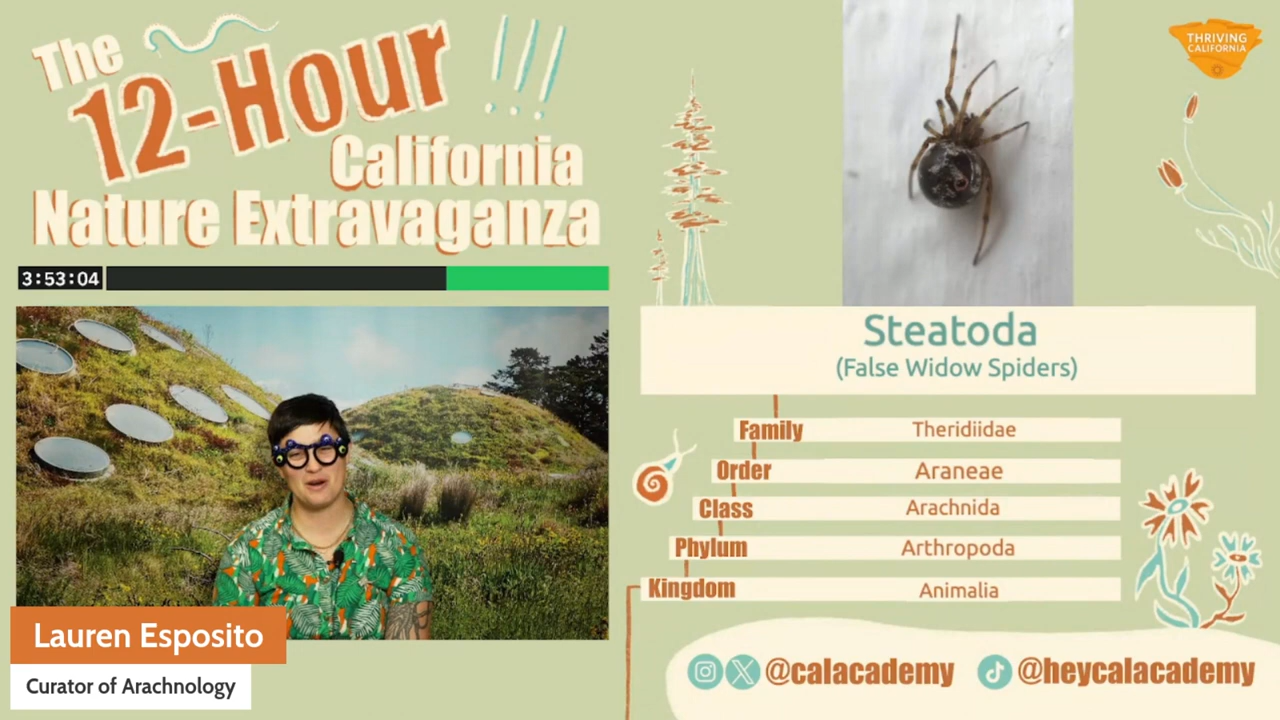 The
12-Hour !!!
California
Nature Extravaganza
3:53:04
Lauren Esposito
Curator of Arachnology
THRIVING
CALIFORNIA
Steatoda
(False Widow Spiders)
Family Theridiidae
Order Araneae
Class Arachnida
Phylum Arthropoda
Kingdom Animalia
@calacademy @heycalacademy